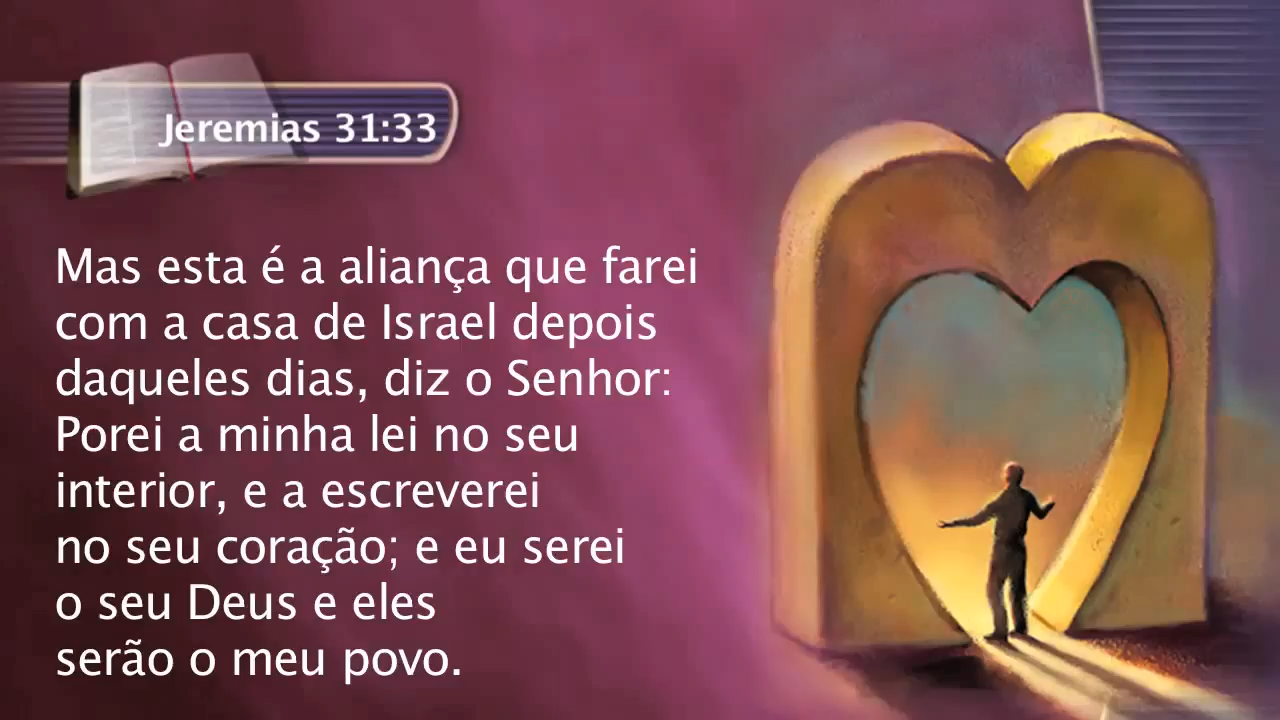 Jeremias 31:33
Mas esta é a aliança que farei
com a casa de Israel depois
daqueles dias, diz o Senhor:
Porei a minha lei no seu
interior, e a escreverei
no seu coração; e eu serei
o seu Deus e eles
serão o meu povo.